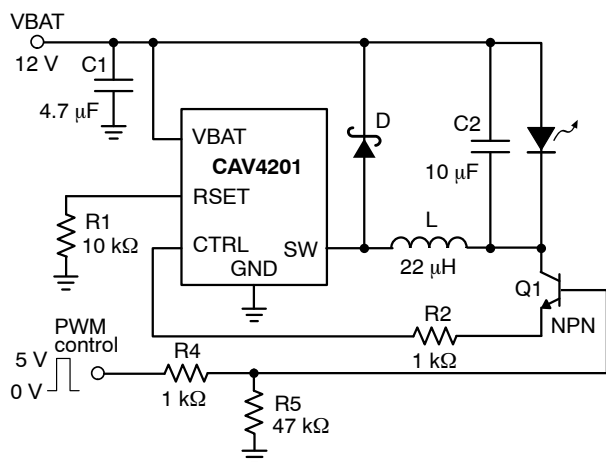 VBAT
12 V
C1
4.7 μF
VBAT
CAV4201
RSET
CTRL
SW
GND
D
C2
10 μF
L
22 μH
R1
10 kΩ
Q1
NPN
R2
1 kΩ
PWM
control
5 V
0 V
R4
1 kΩ
R5
47 kΩ